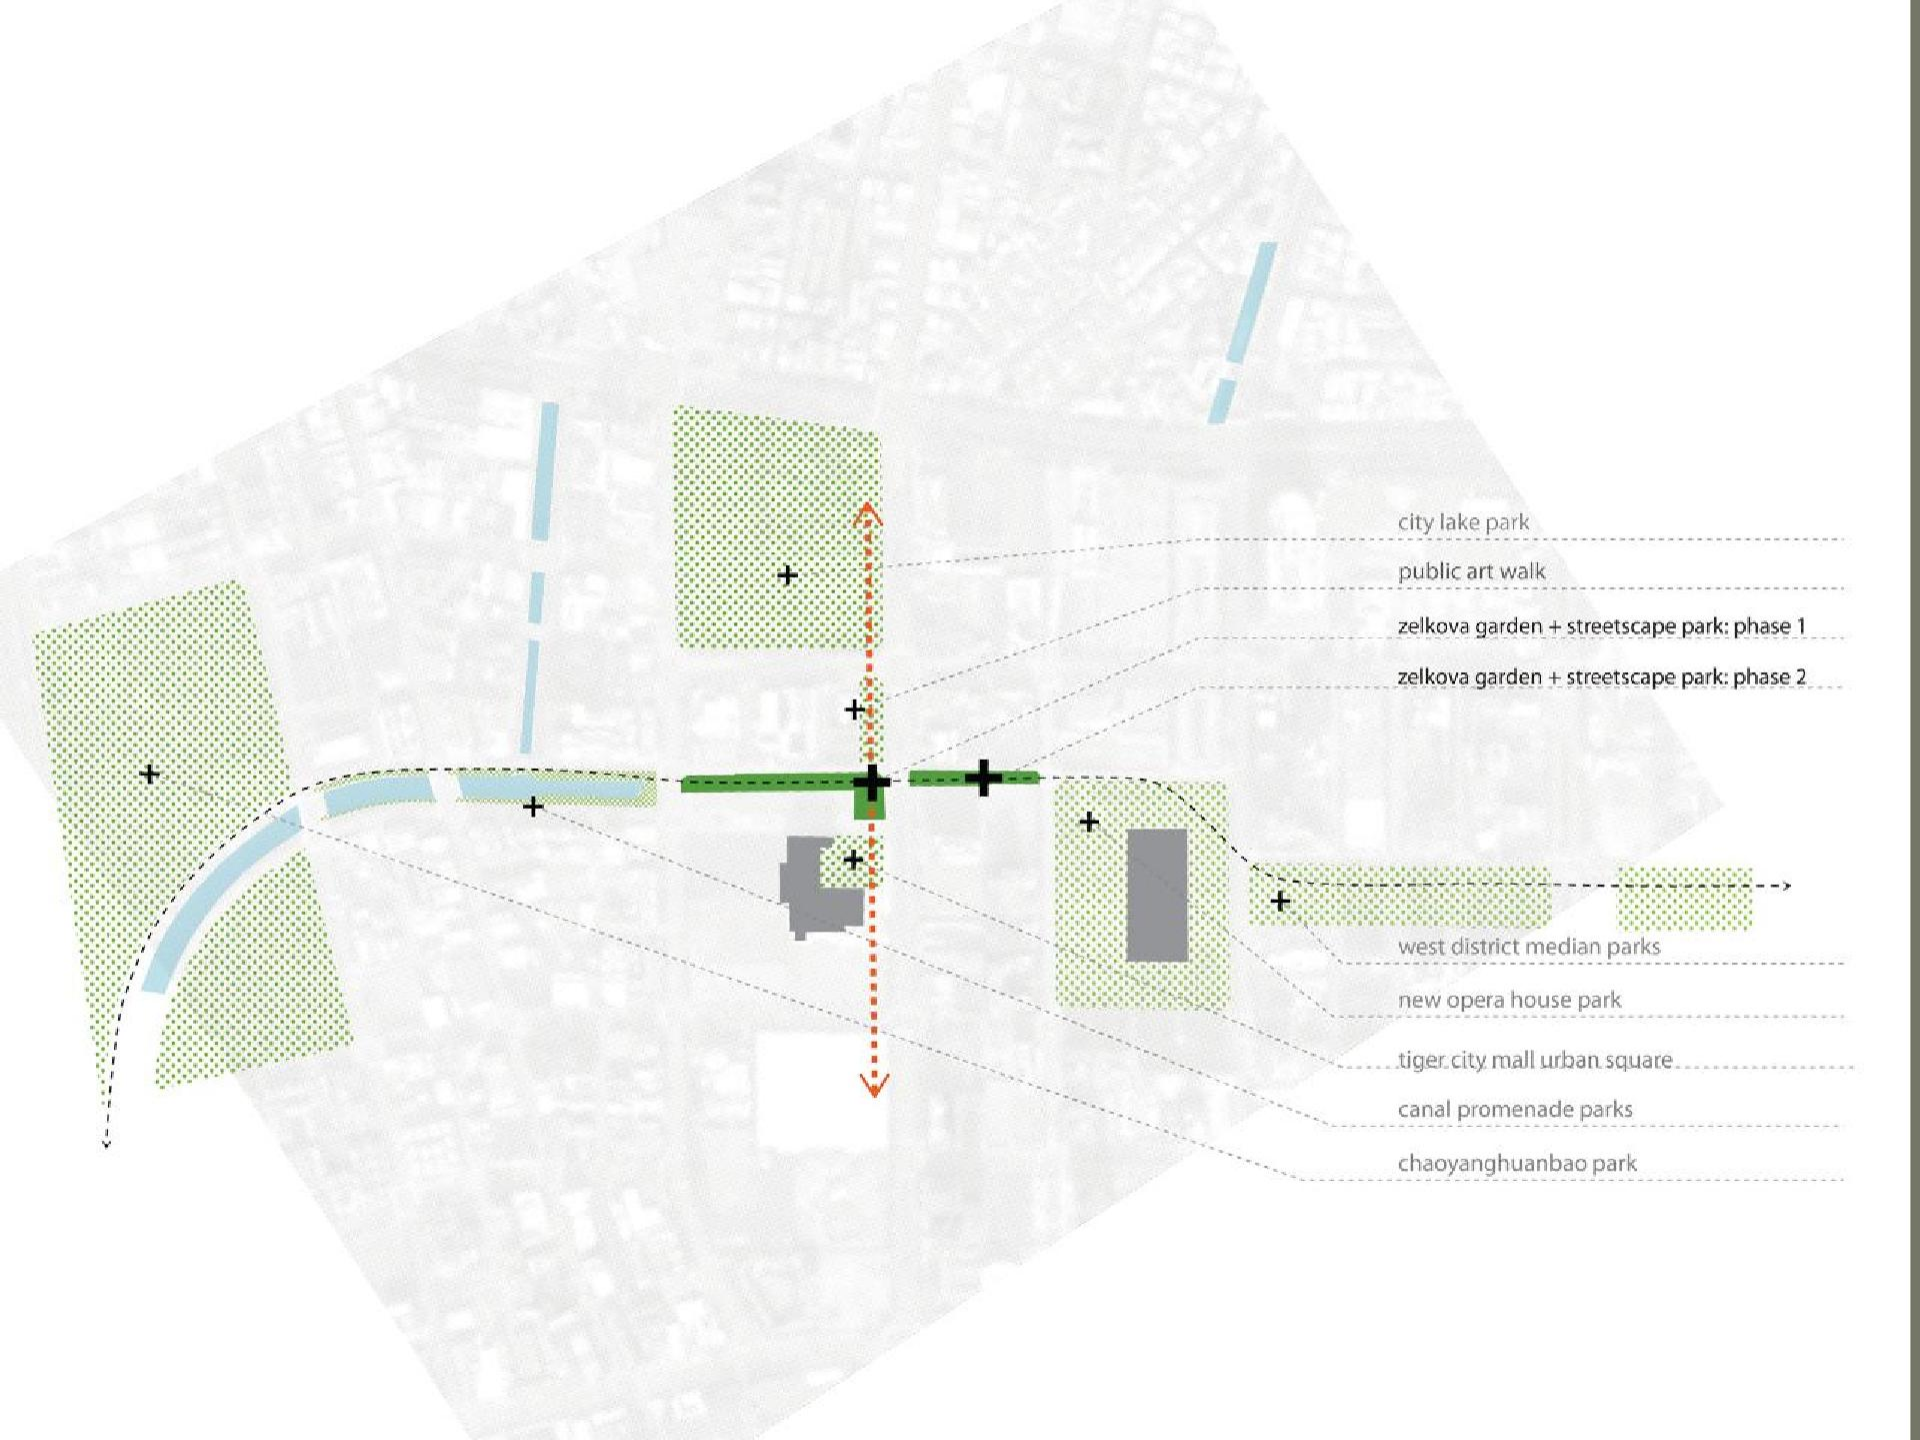 city lake park
public art walk
zelkova garden + streetscape park: phase 1
zelkova garden + streetscape park: phase 2
west district median parks
new opera house park
tiger city mall urban square
canal promenade parks
chaoyanghuanbao park